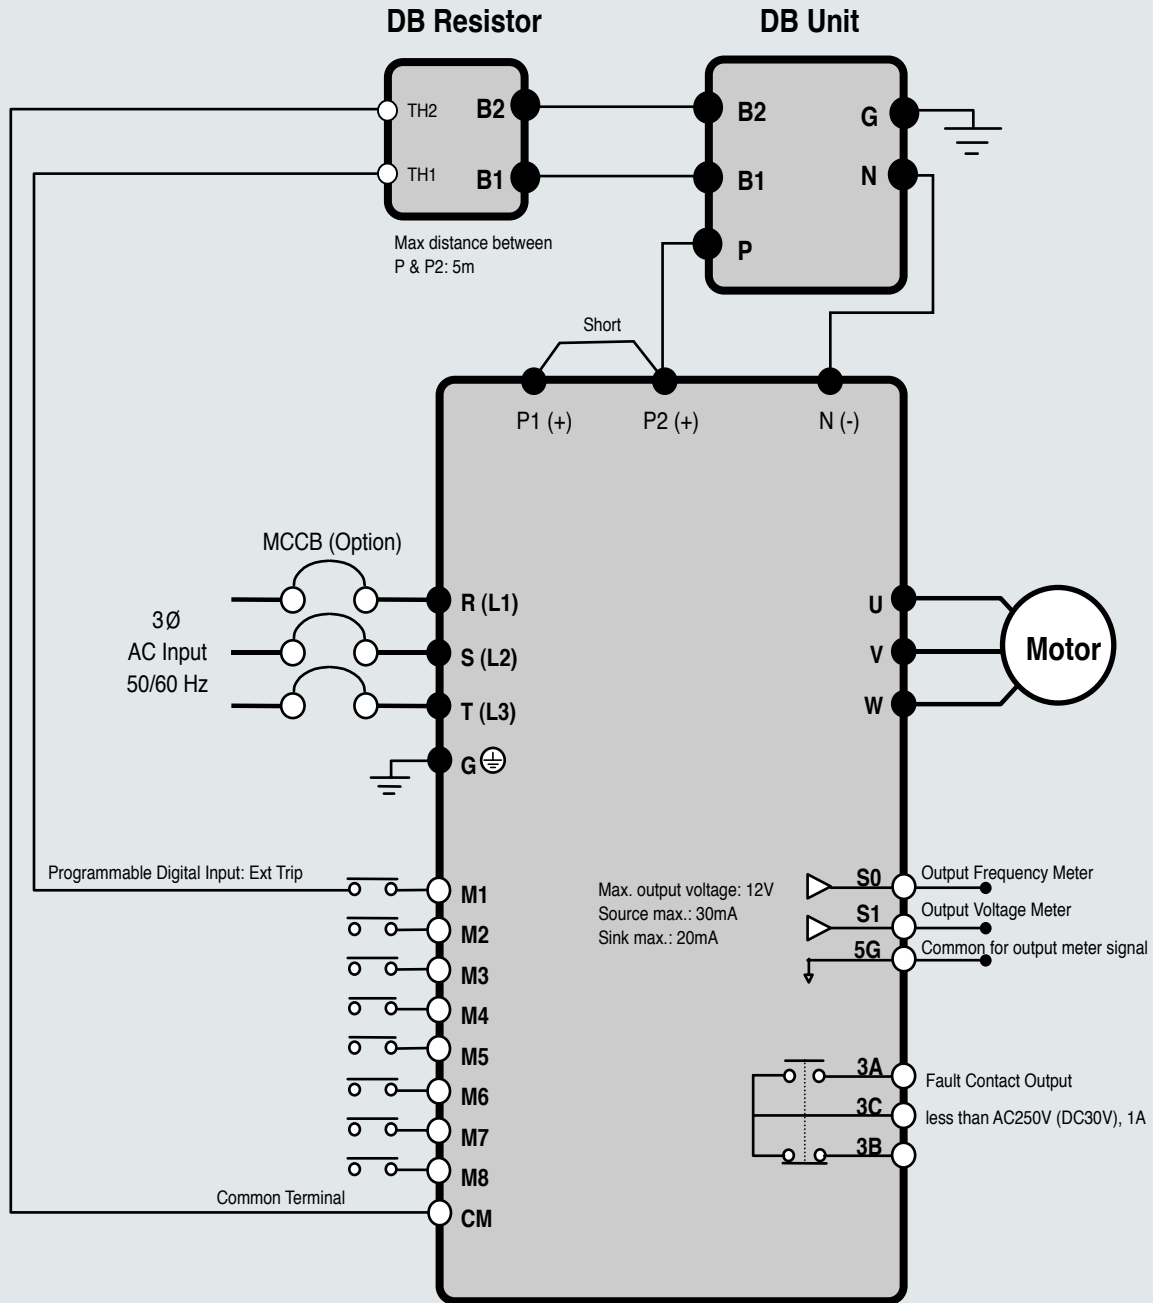 DB Resistor
DB Unit
TH2
B2
TH1
B1
B2
G
B1
N
P
Max distance between
P & P2: 5m
Short
P1 (+)
P2 (+)
N (-)
MCCB (Option)
3Ø
AC Input
50/60 Hz
R (L1)
S (L2)
T (L3)
G
U
V
W
Motor
Programmable Digital Input: Ext Trip
M1
M2
M3
M4
M5
M6
M7
M8
Common Terminal
CM
Max. output voltage: 12V
Source max.: 30mA
Sink max.: 20mA
S0
Output Frequency Meter
S1
Output Voltage Meter
5G
Common for output meter signal
3A
Fault Contact Output
3C
less than AC250V (DC30V), 1A
3B